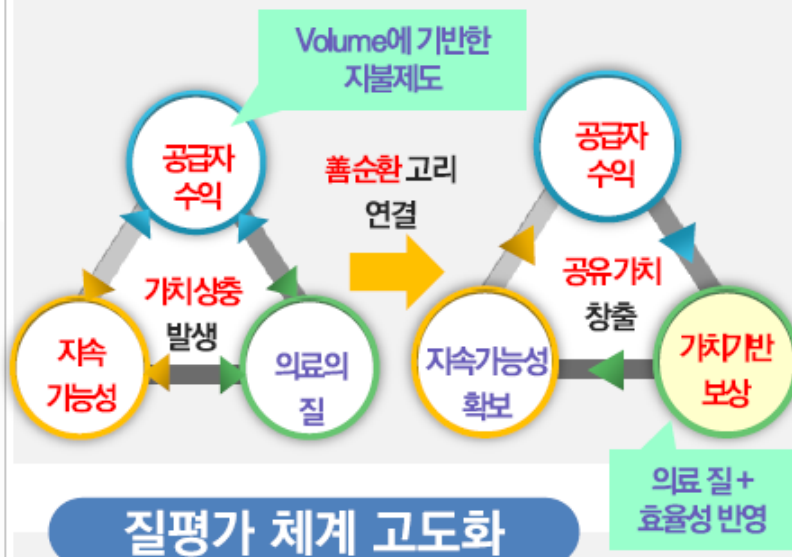 Volume에 기반한
지불제도
공급자
수익
가치 상충
발생
지속
가능성
의료의
질
善순환 고리
연결
공급자
수익
공유 가치
창출
지속가능성
확보
가치기반
보상
의료 질 +
효율성 반영
질평가 체계 고도화